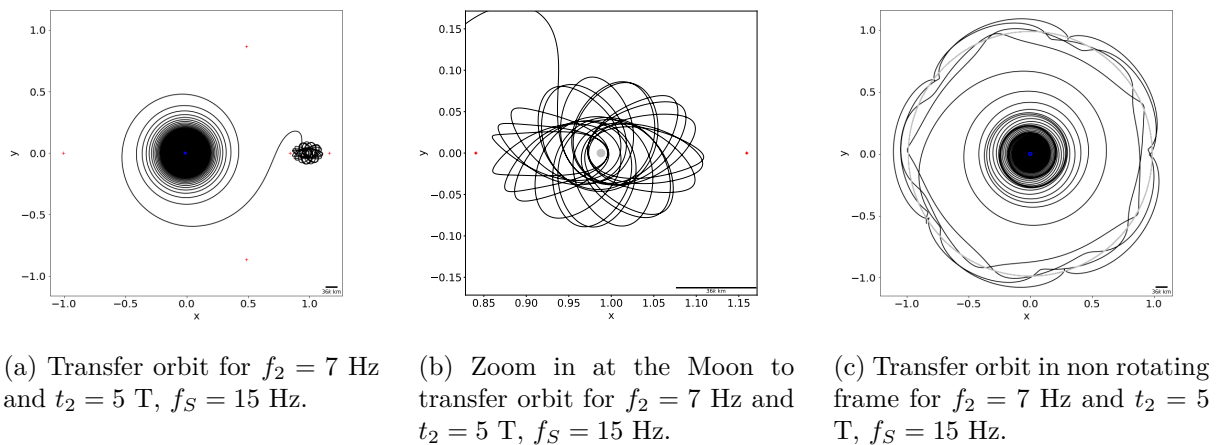 1.0
0.5
0.0
−0.5
−1.0
y
−1.0 −0.5 0.0 0.5 1.0
x
36k km
0.15
0.10
0.05
0.00
−0.05
−0.10
−0.15
y
0.85 0.90 0.95 1.00 1.05 1.10 1.15
x
36k km
1.0
0.5
0.0
−0.5
−1.0
y
−1.0 −0.5 0.0 0.5 1.0
x
36k km
(a) Transfer orbit for f₂ = 7 Hz
and t₂ = 5 T, f_S = 15 Hz.
(b) Zoom in at the Moon to
transfer orbit for f₂ = 7 Hz and
t₂ = 5 T, f_S = 15 Hz.
(c) Transfer orbit in non rotating
frame for f₂ = 7 Hz and t₂ = 5
T, f_S = 15 Hz.